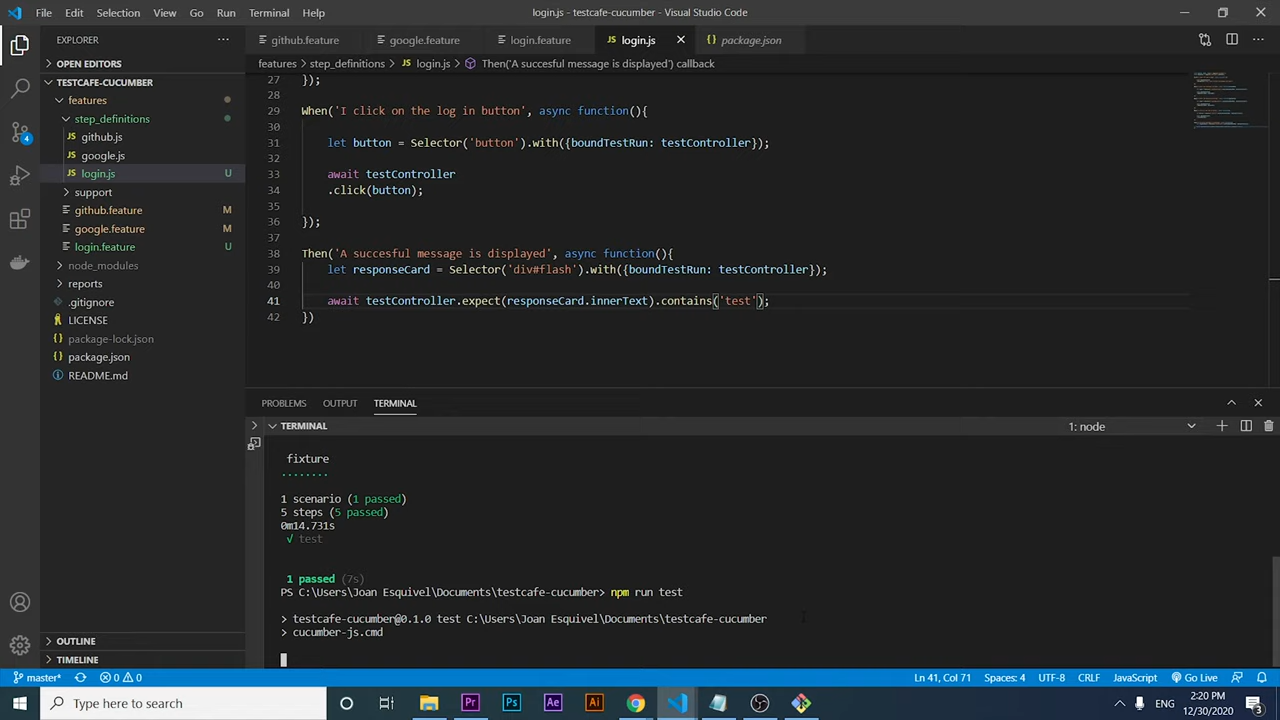 File Edit Selection View Go Run Terminal Help
login.js - testcafe-cucumber - Visual Studio Code
EXPLORER
github.feature google.feature login.feature login.js package.json
OPEN EDITORS
features > step_definitions > login.js > Then('A succesful message is displayed') callback
TESTCAFE-CUCUMBER
features
step_definitions
github.js
google.js
login.js U
support
github.feature M
google.feature M
login.feature U
node_modules
reports
.gitignore
LICENSE
package-lock.json
package.json
README.md
OUTLINE
TIMELINE
4
27 });
28
29 When('I click on the log in button', async function(){
30
31 let button = Selector('button').with({boundTestRun: testController});
32
33 await testController
34 .click(button);
35
36 });
37
38 Then('A succesful message is displayed', async function(){
39 let responseCard = Selector('div#flash').with({boundTestRun: testController});
40
41 await testController.expect(responseCard.innerText).contains('test');
42 })
PROBLEMS OUTPUT TERMINAL
TERMINAL
1: node
fixture
........
1 scenario (1 passed)
5 steps (5 passed)
0m14.731s
√ test
1 passed (7s)
PS C:\Users\Joan Esquivel\Documents\testcafe-cucumber> npm run test
> testcafe-cucumber@0.1.0 test C:\Users\Joan Esquivel\Documents\testcafe-cucumber
> cucumber-js.cmd
master* 0 0
Ln 41, Col 71 Spaces: 4 UTF-8 CRLF JavaScript Go Live
Type here to search
Pr Ps Ae Ai
ENG
2:20 PM
12/30/2020
3